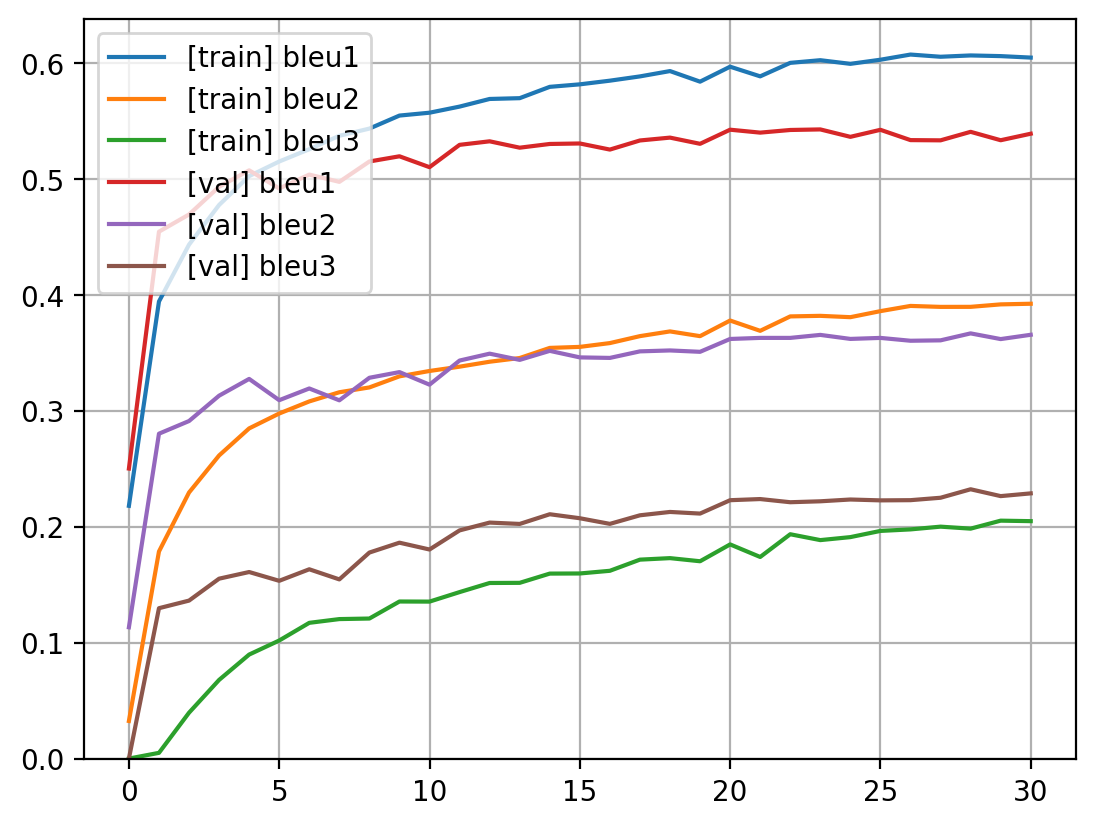 0.6
0.5
0.4
0.3
0.2
0.1
0.0
[train] bleu1
[train] bleu2
[train] bleu3
[val] bleu1
[val] bleu2
[val] bleu3
0 5 10 15 20 25 30